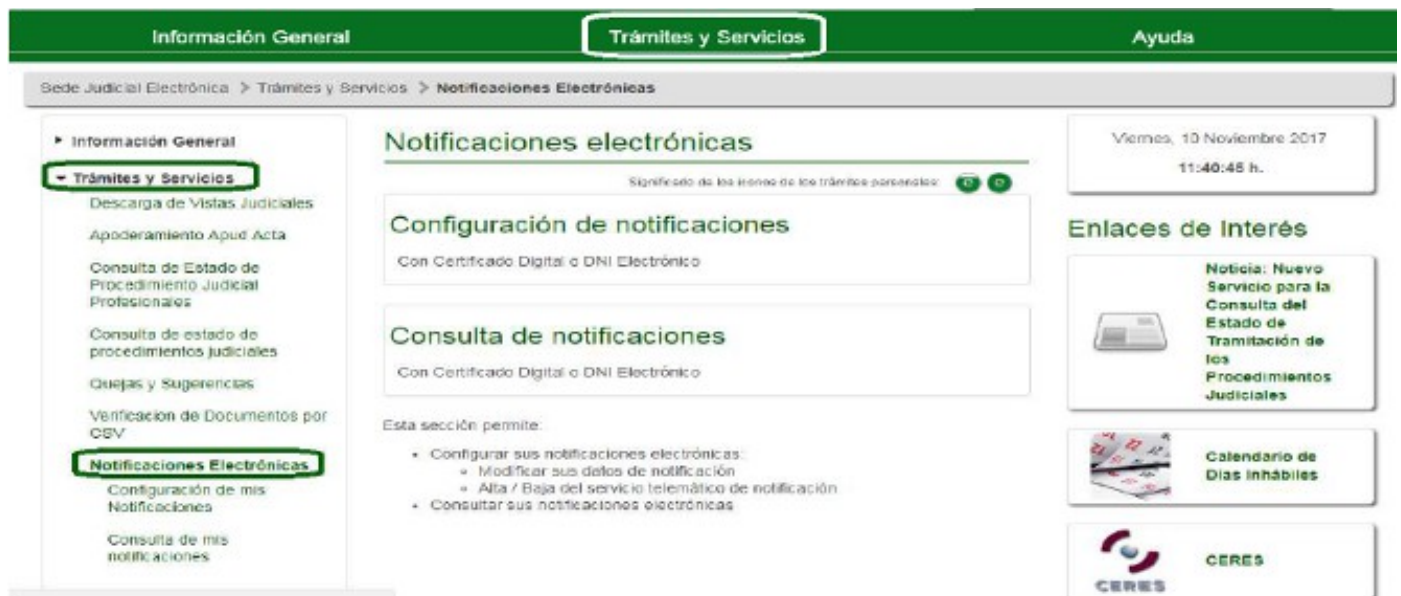 Información General
Trámites y Servicios
Ayuda
Sede Judicial Electrónica > Trámites y Servicios > Notificaciones Electrónicas
Información General
Trámites y Servicios
Descarga de Vistas Judiciales
Apoderamiento Apud Acta
Consulta de Estado de
Procedimiento Judicial
Profesionales
Consulta de estado de
procedimientos judiciales
Quejas y Sugerencias
Verificacion de Documentos por
CSV
Notificaciones Electrónicas
Configuración de mis
Notificaciones
Consulta de mis
notificaciones
Notificaciones electrónicas
Significado de los iconos de los trámites personales:
Configuración de notificaciones
Con Certificado Digital o DNI Electrónico
Consulta de notificaciones
Con Certificado Digital o DNI Electrónico
Esta sección permite:
Configurar sus notificaciones electrónicas:
Modificar sus datos de notificación
Alta / Baja del servicio telemático de notificación
Consultar sus notificaciones electrónicas
Viernes, 10 Noviembre 2017
11:40:45 h.
Enlaces de Interés
Noticia: Nuevo
Servicio para la
Consulta del
Estado de
Tramitación de
los
Procedimientos
Judiciales
Calendario de
Días Inhábiles
CERES
CERES